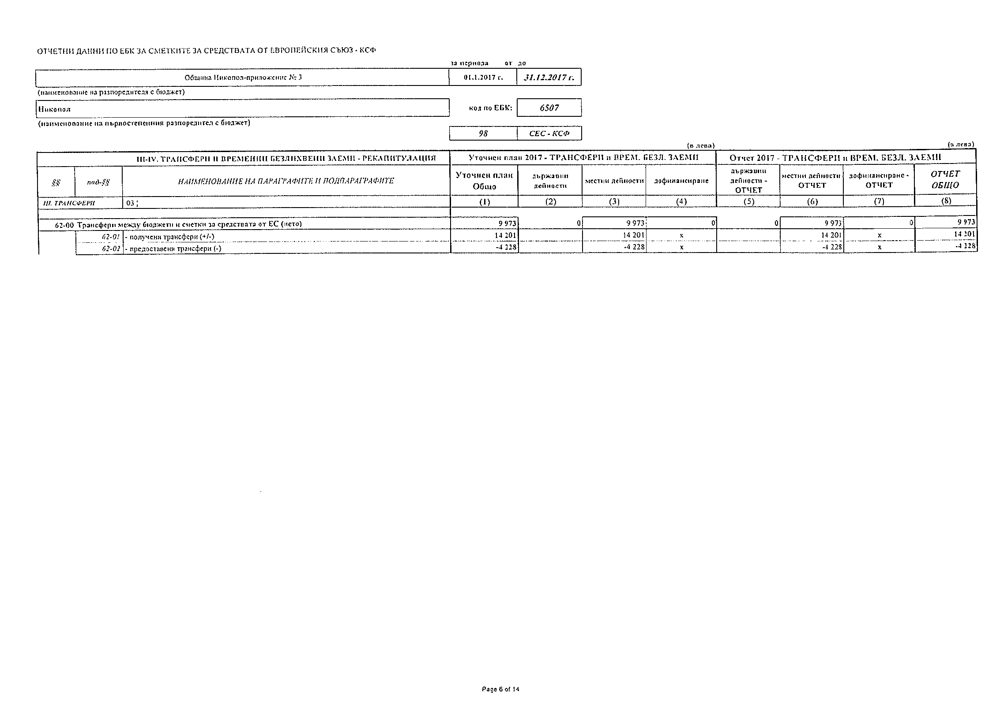 ОТЧЕТНИ ДАННИ ПО ЕБК ЗА СМЕТКИТЕ ЗА СРЕДСТВАТА ОТ ЕВРОПЕЙСКИЯ СЪЮЗ - КСФ
за периода от до
Община Никопол-приложение № 3 01.1.2017 г. 31.12.2017 г.
(наименование на разпоредителя с бюджет)
Никопол код по ЕБК: 6507
(наименование на първостепенния разпоредител с бюджет)
98 СЕС - КСФ
(в лева) (в лева)
III-IV. ТРАНСФЕРИ И ВРЕМЕННИ БЕЗЛИХВЕНИ ЗАЕМИ - РЕКАПИТУЛАЦИЯ Уточнен план 2017 - ТРАНСФЕРИ и ВРЕМ. БЕЗЛ. ЗАЕМИ Отчет 2017 - ТРАНСФЕРИ и ВРЕМ. БЕЗЛ. ЗАЕМИ
§§ под-§§ НАИМЕНОВАНИЕ НА ПАРАГРАФИТЕ И ПОДПАРАГРАФИТЕ Уточнен план Общо държавни дейности местни дейности дофинансиране държавни дейности - ОТЧЕТ местни дейности ОТЧЕТ дофинансиране - ОТЧЕТ ОТЧЕТ ОБЩО
III. ТРАНСФЕРИ 03 ¦ (1) (2) (3) (4) (5) (6) (7) (8)
62-00 Трансфери между бюджети и сметки за средствата от ЕС (нето) 9 973 0 9 973 0 0 9 973 0 9 973
62-01 - получени трансфери (+/-) 14 201 14 201 x 14 201 x 14 201
62-02 - предоставени трансфери (-) -4 228 -4 228 x -4 228 x -4 228
Page 6 of 14